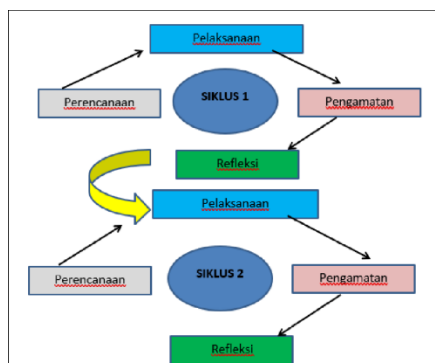 Pelaksanaan
Perencanaan
SIKLUS 1
Pengamatan
Refleksi
Pelaksanaan
Perencanaan
SIKLUS 2
Pengamatan
Refleksi